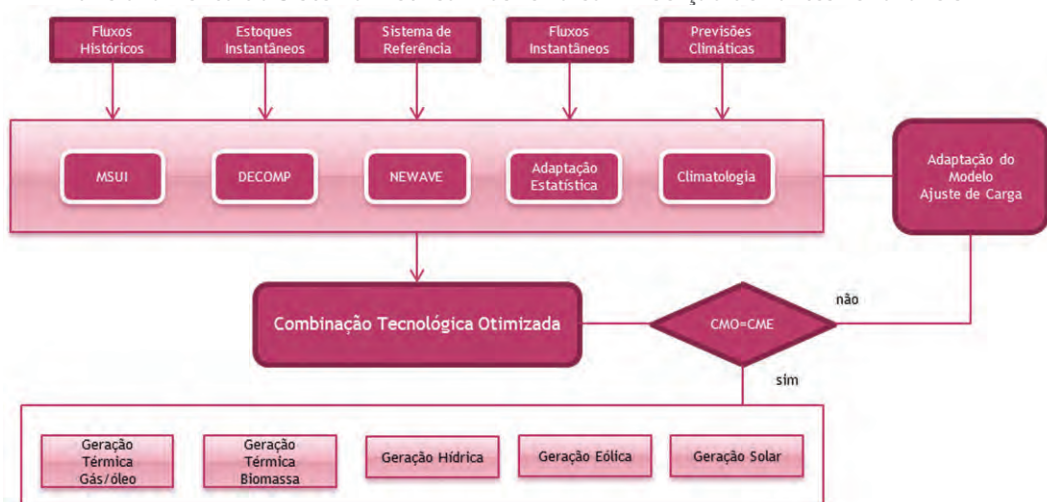 Fluxos
Históricos
Estoques
Instantâneos
Sistema de
Referência
Fluxos
Instantâneos
Previsões
Climáticas
MSUI
DECOMP
NEWAVE
Adaptação
Estatística
Climatologia
Adaptação do
Modelo
Ajuste de Carga
Combinação Tecnológica Otimizada
CMO=CME
não
sim
Geração
Térmica
Gás/óleo
Geração
Térmica
Biomassa
Geração Hídrica
Geração Eólica
Geração Solar